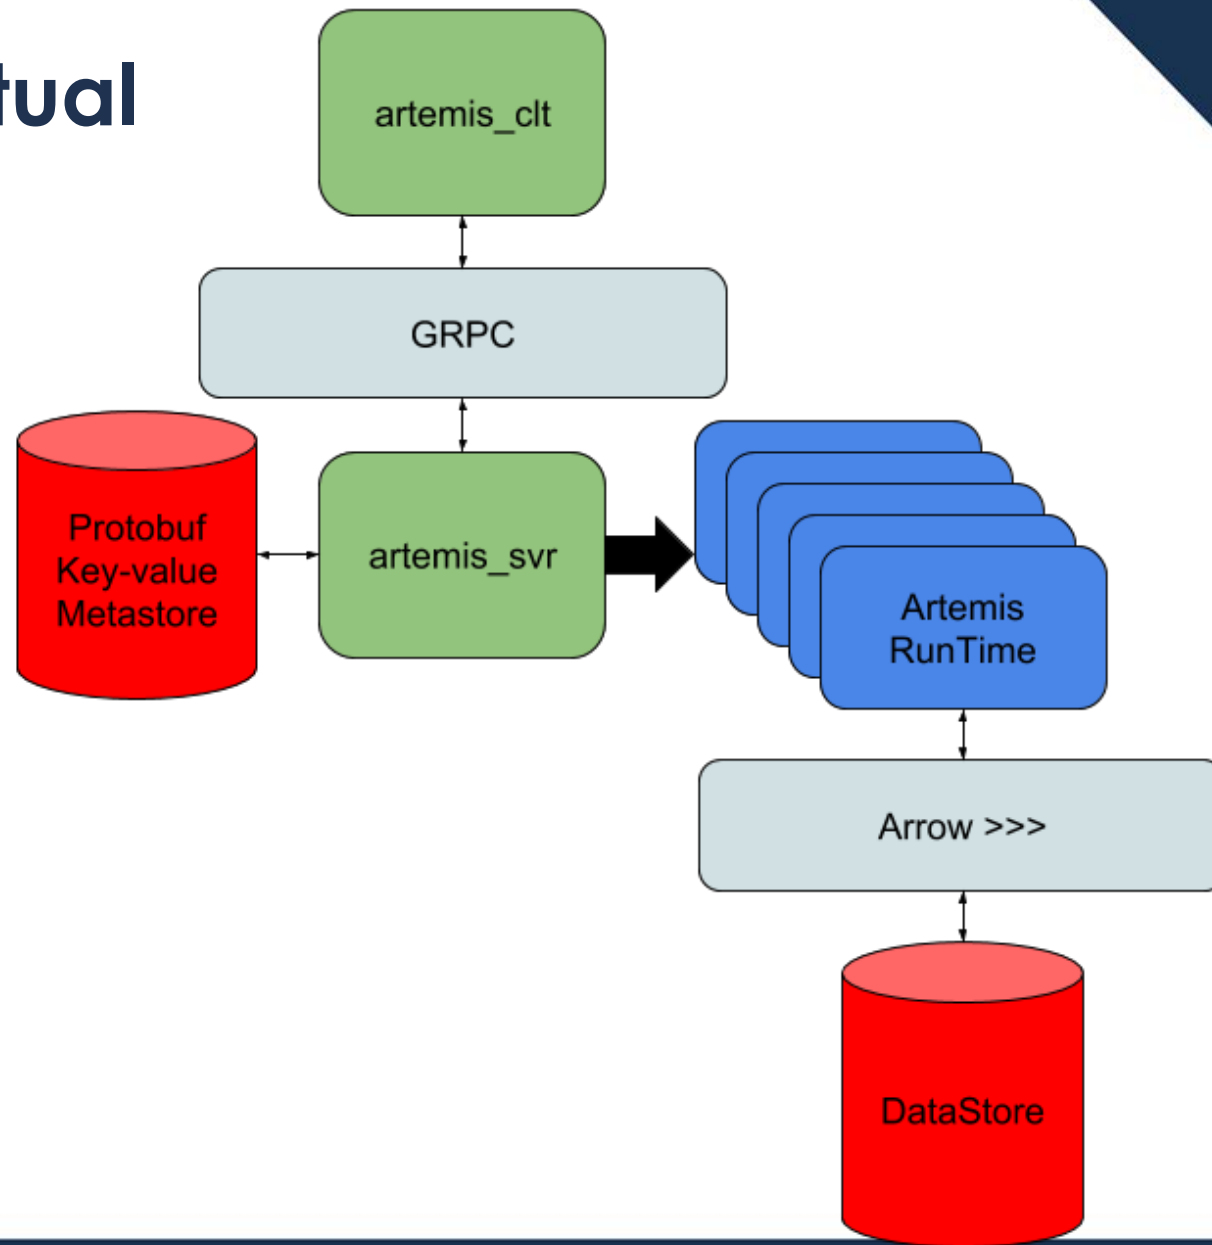 tual
artemis_clt
GRPC
Protobuf
Key-value
Metastore
artemis_svr
Artemis
RunTime
Arrow >>>
DataStore